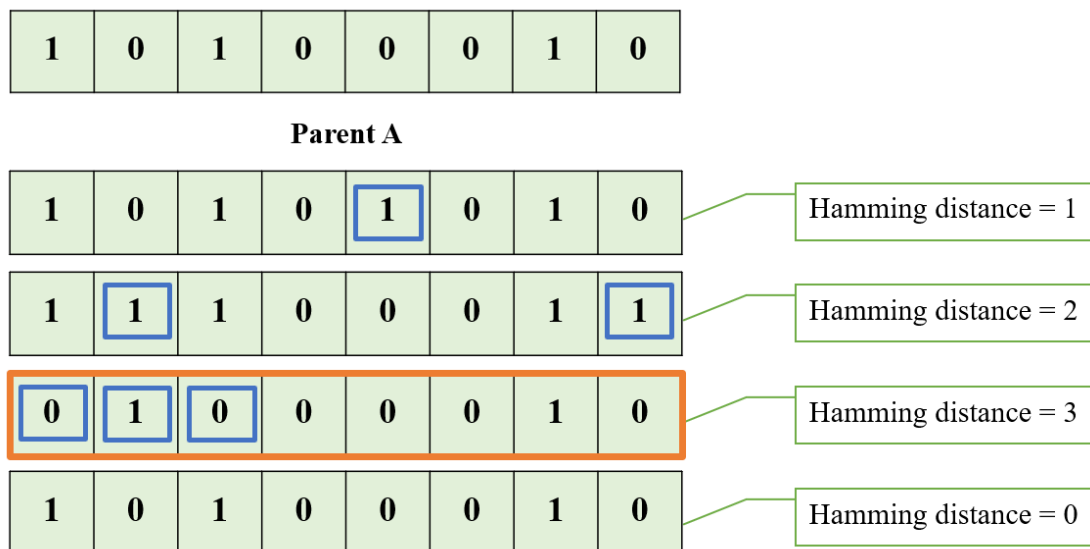 1 0 1 0 0 0 1 0
Parent A
1 0 1 0 1 0 1 0 Hamming distance = 1
1 1 1 0 0 0 1 1 Hamming distance = 2
0 1 0 0 0 0 1 0 Hamming distance = 3
1 0 1 0 0 0 1 0 Hamming distance = 0